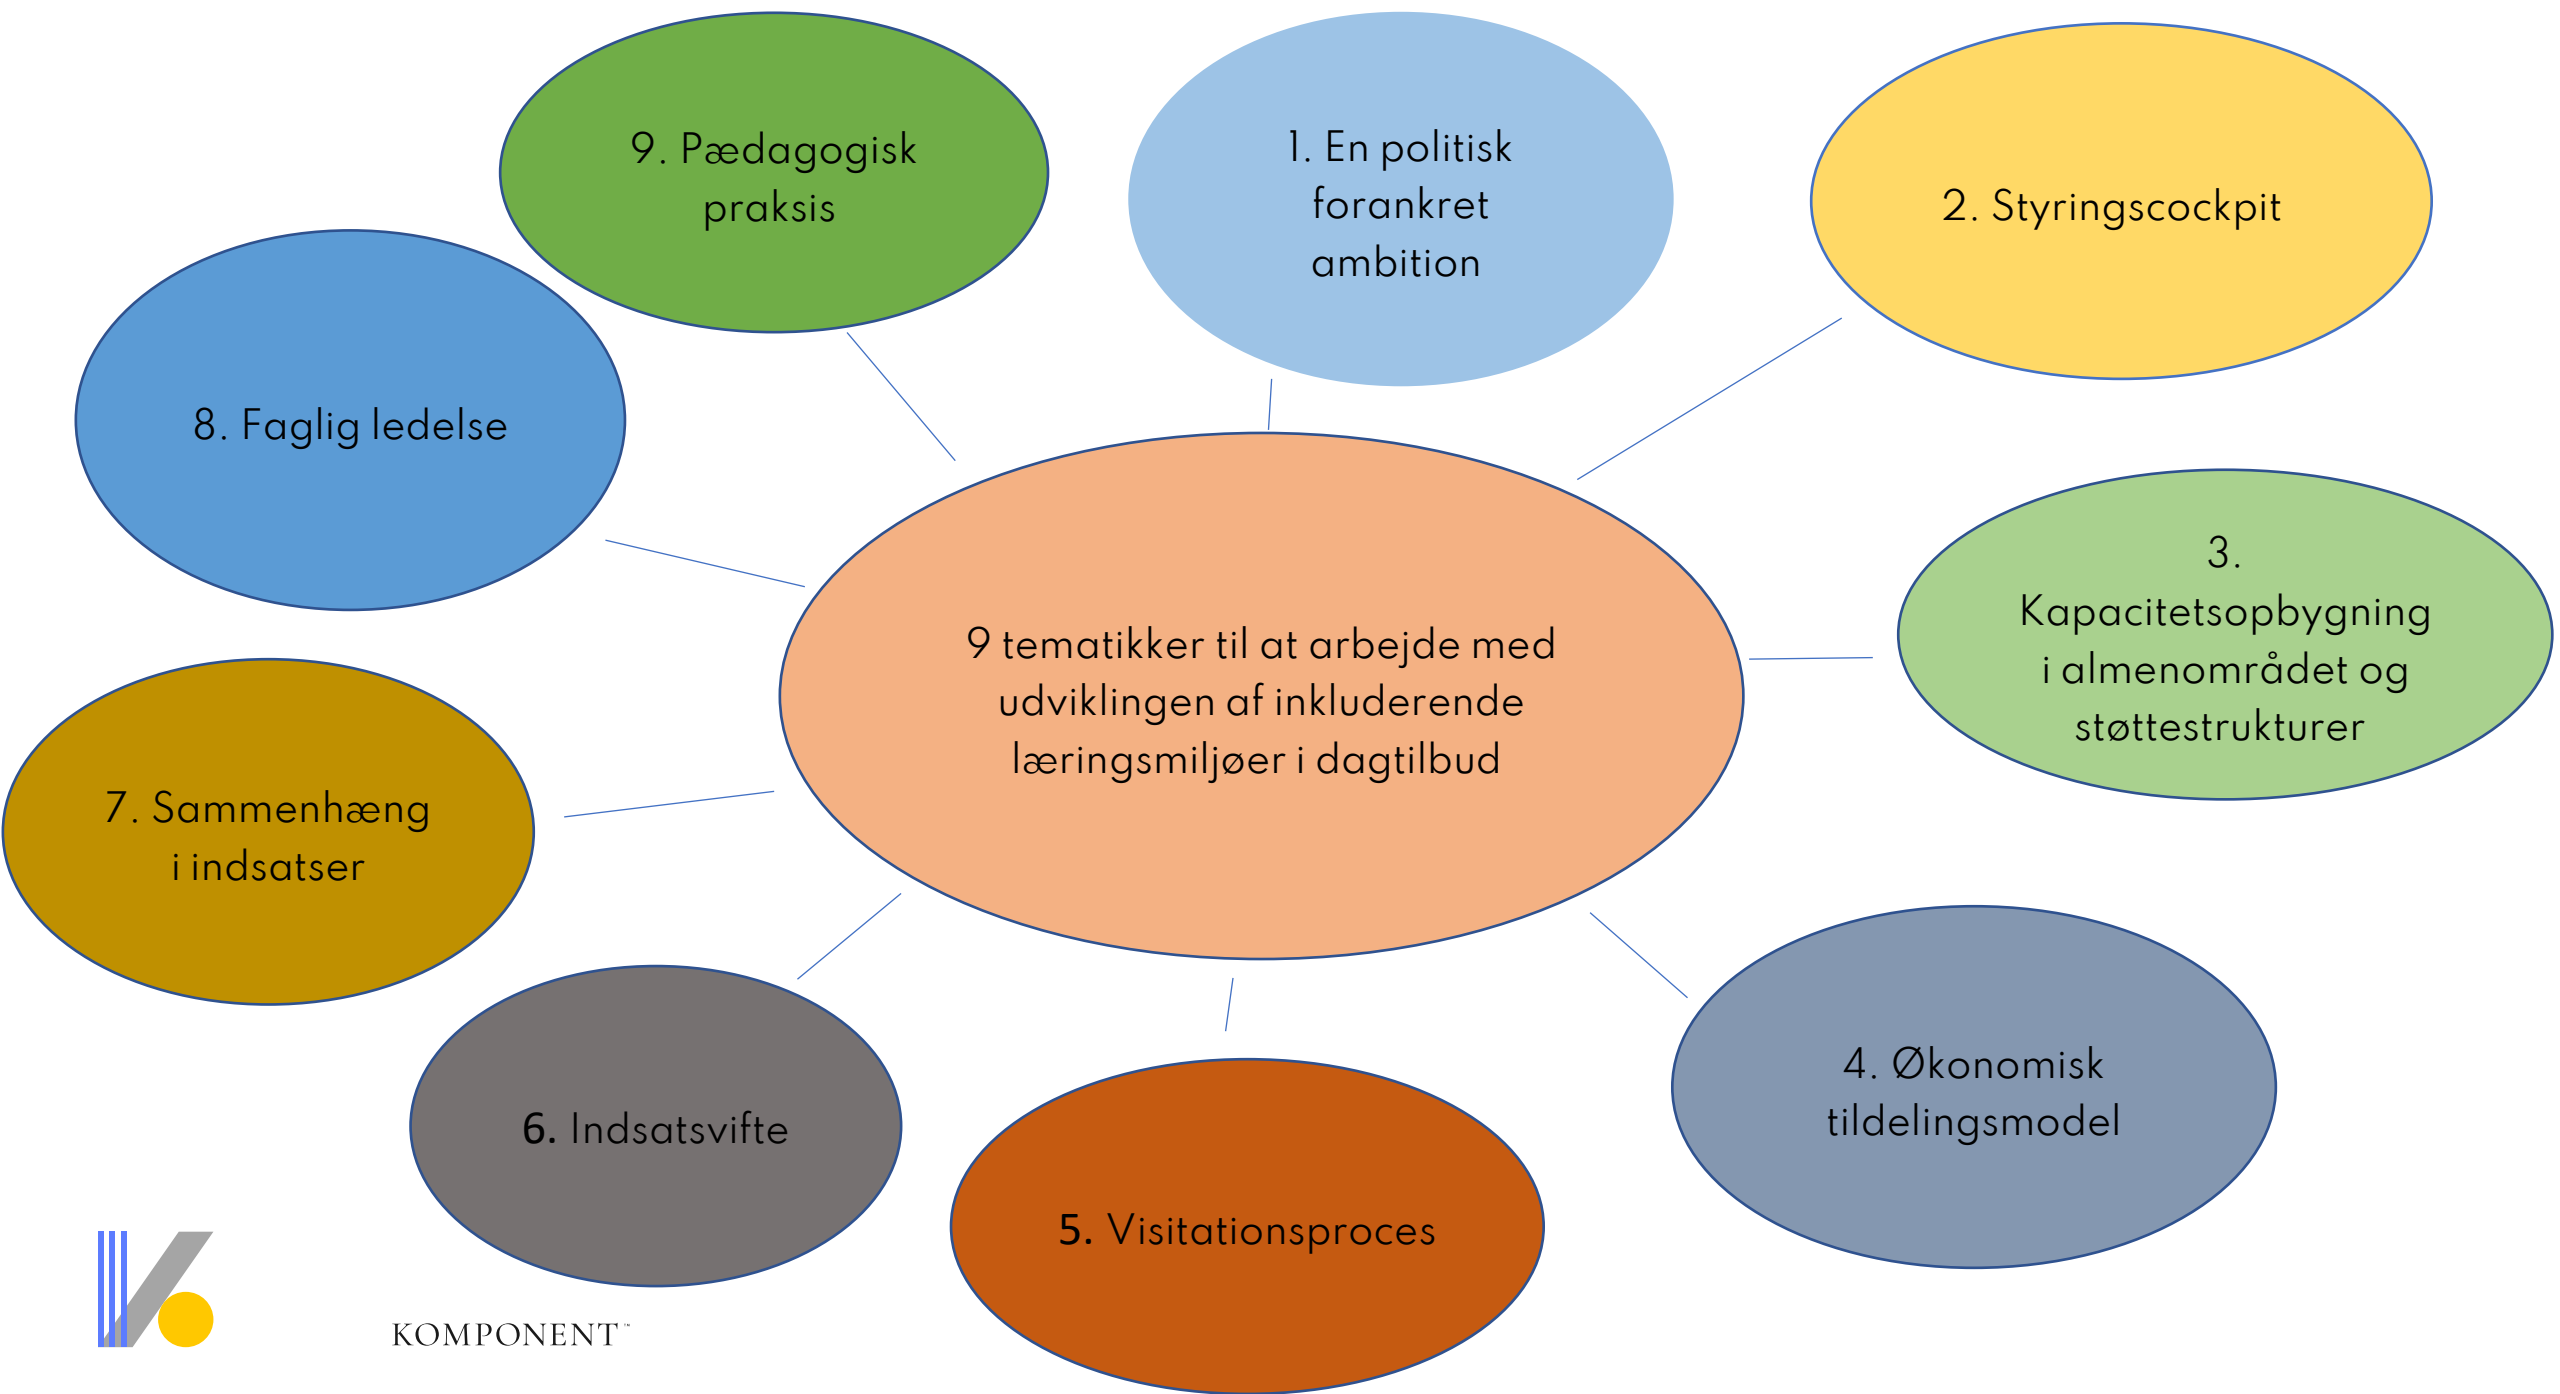 9. Pædagogisk
praksis
1. En politisk
forankret
ambition
2. Styringscockpit
8. Faglig ledelse
3.
Kapacitetsopbygning
i almenområdet og
støttestrukturer
9 tematikker til at arbejde med
udviklingen af inkluderende
læringsmiljøer i dagtilbud
7. Sammenhæng
i indsatser
4. Økonomisk
tildelingsmodel
6. Indsatsvifte
5. Visitationsproces
KOMPONENT™